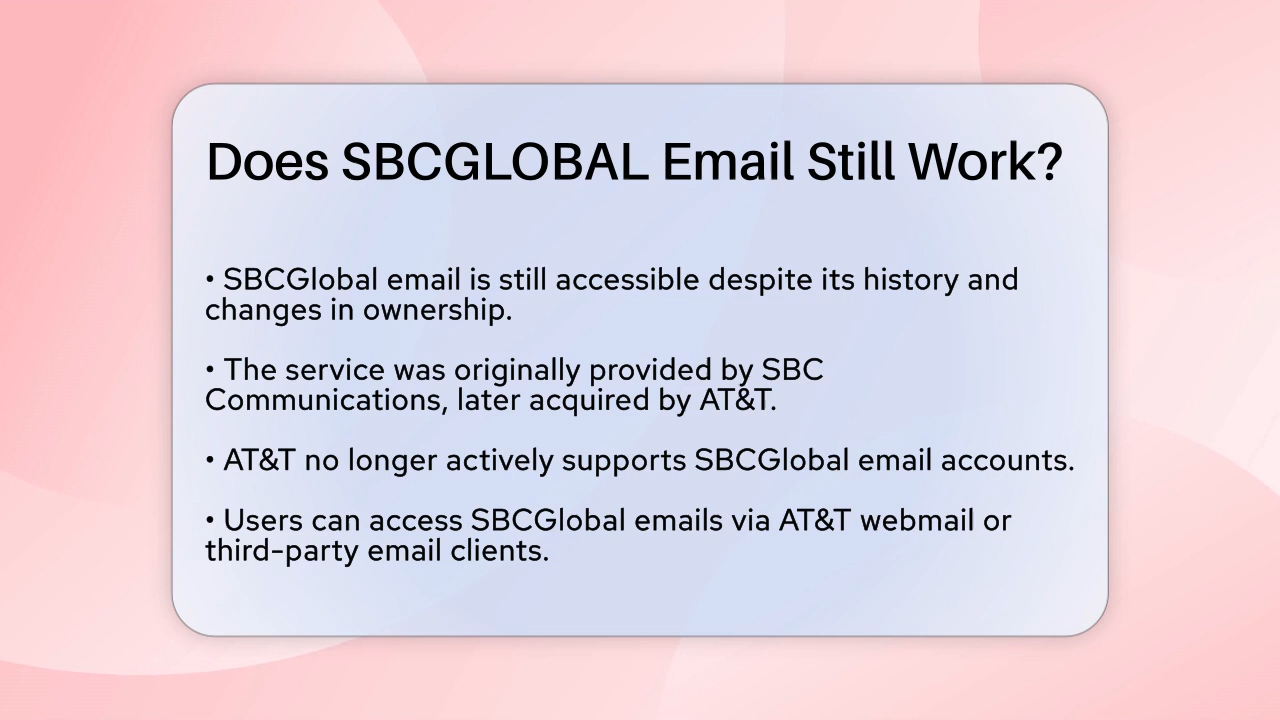 Does SBCGLOBAL Email Still Work?
• SBCGlobal email is still accessible despite its history and
changes in ownership.
• The service was originally provided by SBC
Communications, later acquired by AT&T.
• AT&T no longer actively supports SBCGlobal email accounts.
• Users can access SBCGlobal emails via AT&T webmail or
third-party email clients.